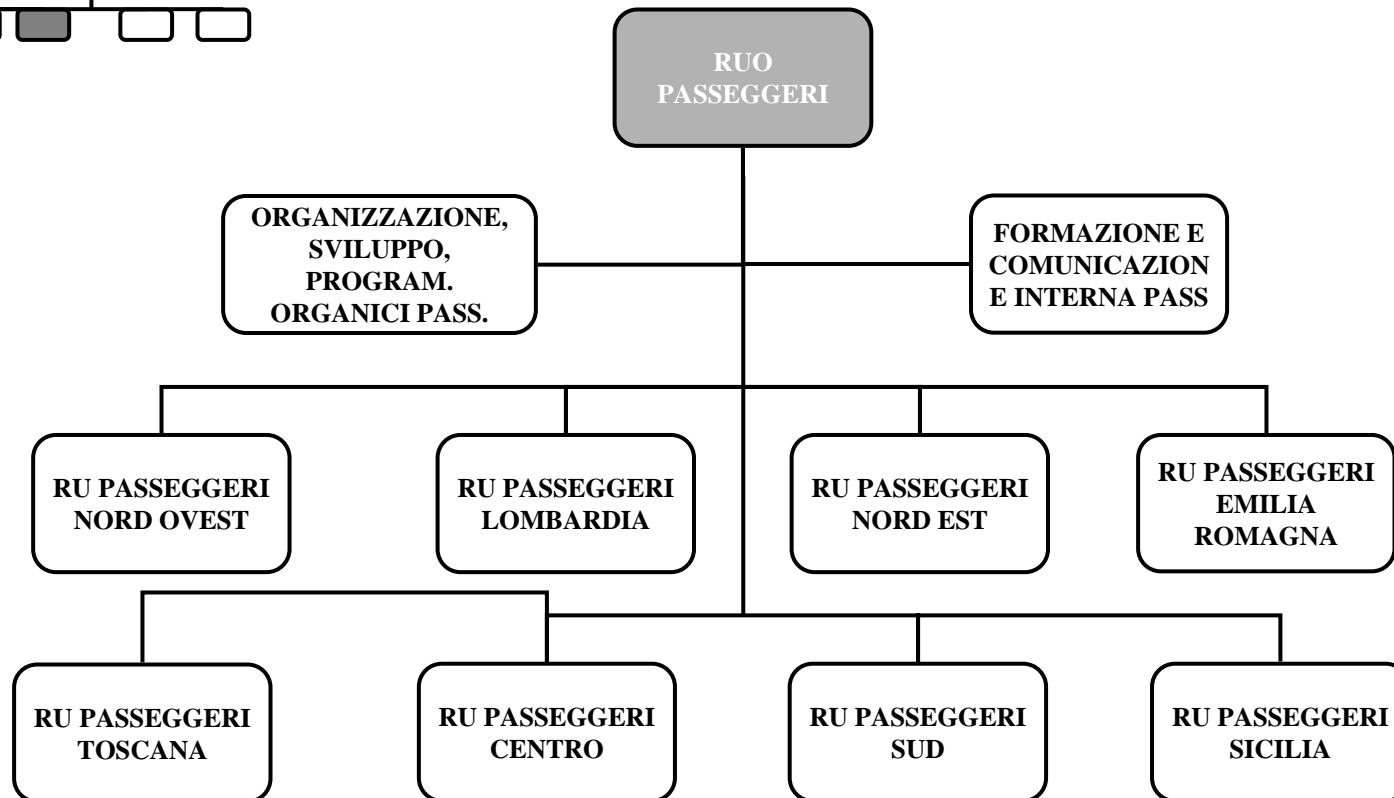 RUO
PASSEGGERI
ORGANIZZAZIONE,
SVILUPPO,
PROGRAM.
ORGANICI PASS.
FORMAZIONE E
COMUNICAZION
E INTERNA PASS
RU PASSEGGERI
NORD OVEST
RU PASSEGGERI
LOMBARDIA
RU PASSEGGERI
NORD EST
RU PASSEGGERI
EMILIA
ROMAGNA
RU PASSEGGERI
TOSCANA
RU PASSEGGERI
CENTRO
RU PASSEGGERI
SUD
RU PASSEGGERI
SICILIA